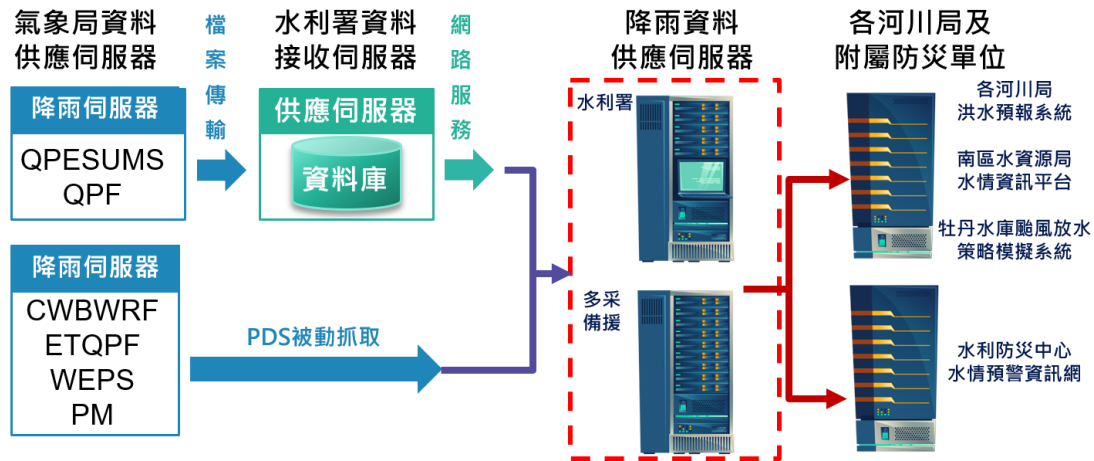 氣象局資料
供應伺服器
檔案傳輸
水利署資料
接收伺服器
網路服務
降雨資料
供應伺服器
各河川局及
附屬防災單位
降雨伺服器
QPESUMS
QPF
供應伺服器
資料庫
降雨伺服器
CWBWRF
ETQPF
WEPS
PM
PDS被動抓取
水利署
多采
備援
各河川局
洪水預報系統
南區水資源局
水情資訊平台
牡丹水庫颱風放水
策略模擬系統
水利防災中心
水情預警資訊網